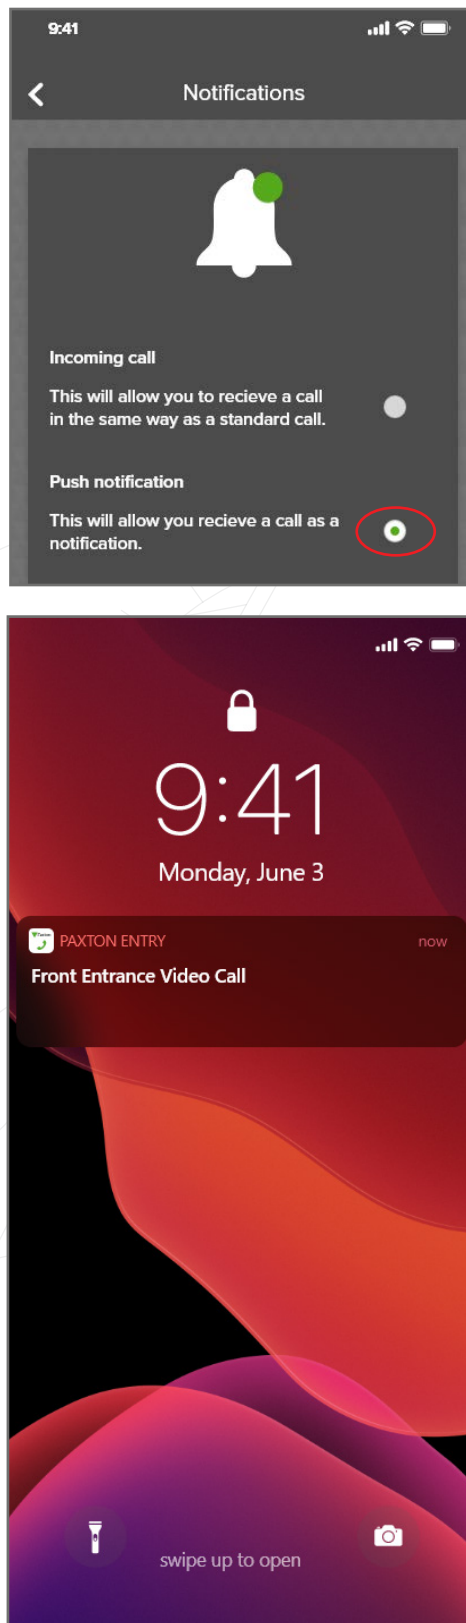 9:41
Notifications
Incoming call
This will allow you to recieve a call
in the same way as a standard call.
Push notification
This will allow you recieve a call as a
notification.
9:41
Monday, June 3
PAXTON ENTRY
now
Front Entrance Video Call
swipe up to open